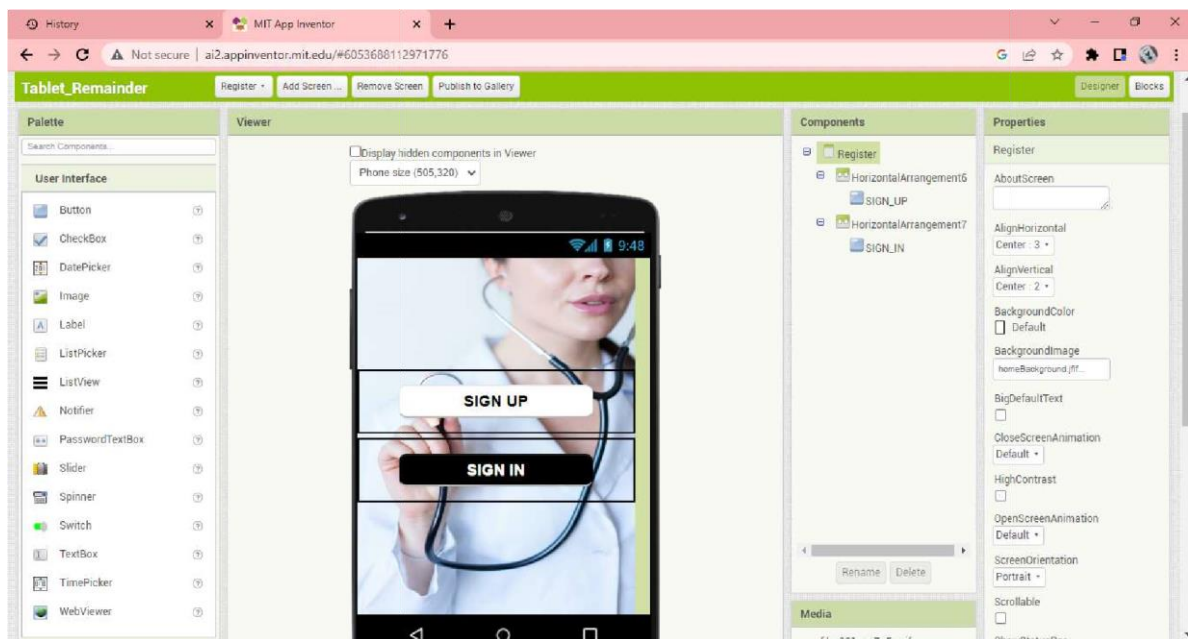 History
MIT App Inventor
Not secure | ai2.appinventor.mit.edu/#6053688112971776
Tablet_Remainder
Register
Add Screen ...
Remove Screen
Publish to Gallery
Designer
Blocks
Palette
Search Components...
User Interface
Button
CheckBox
DatePicker
Image
Label
ListPicker
ListView
Notifier
PasswordTextBox
Slider
Spinner
Switch
TextBox
TimePicker
WebViewer
Viewer
Display hidden components in Viewer
Phone size (505,320)
9:48
SIGN UP
SIGN IN
Components
Register
HorizontalArrangement6
SIGN_UP
HorizontalArrangement7
SIGN_IN
Rename
Delete
Media
Properties
Register
AboutScreen
AlignHorizontal
Center : 3
AlignVertical
Center : 2
BackgroundColor
Default
BackgroundImage
homeBackground.jfif...
BigDefaultText
CloseScreenAnimation
Default
HighContrast
OpenScreenAnimation
Default
ScreenOrientation
Portrait
Scrollable